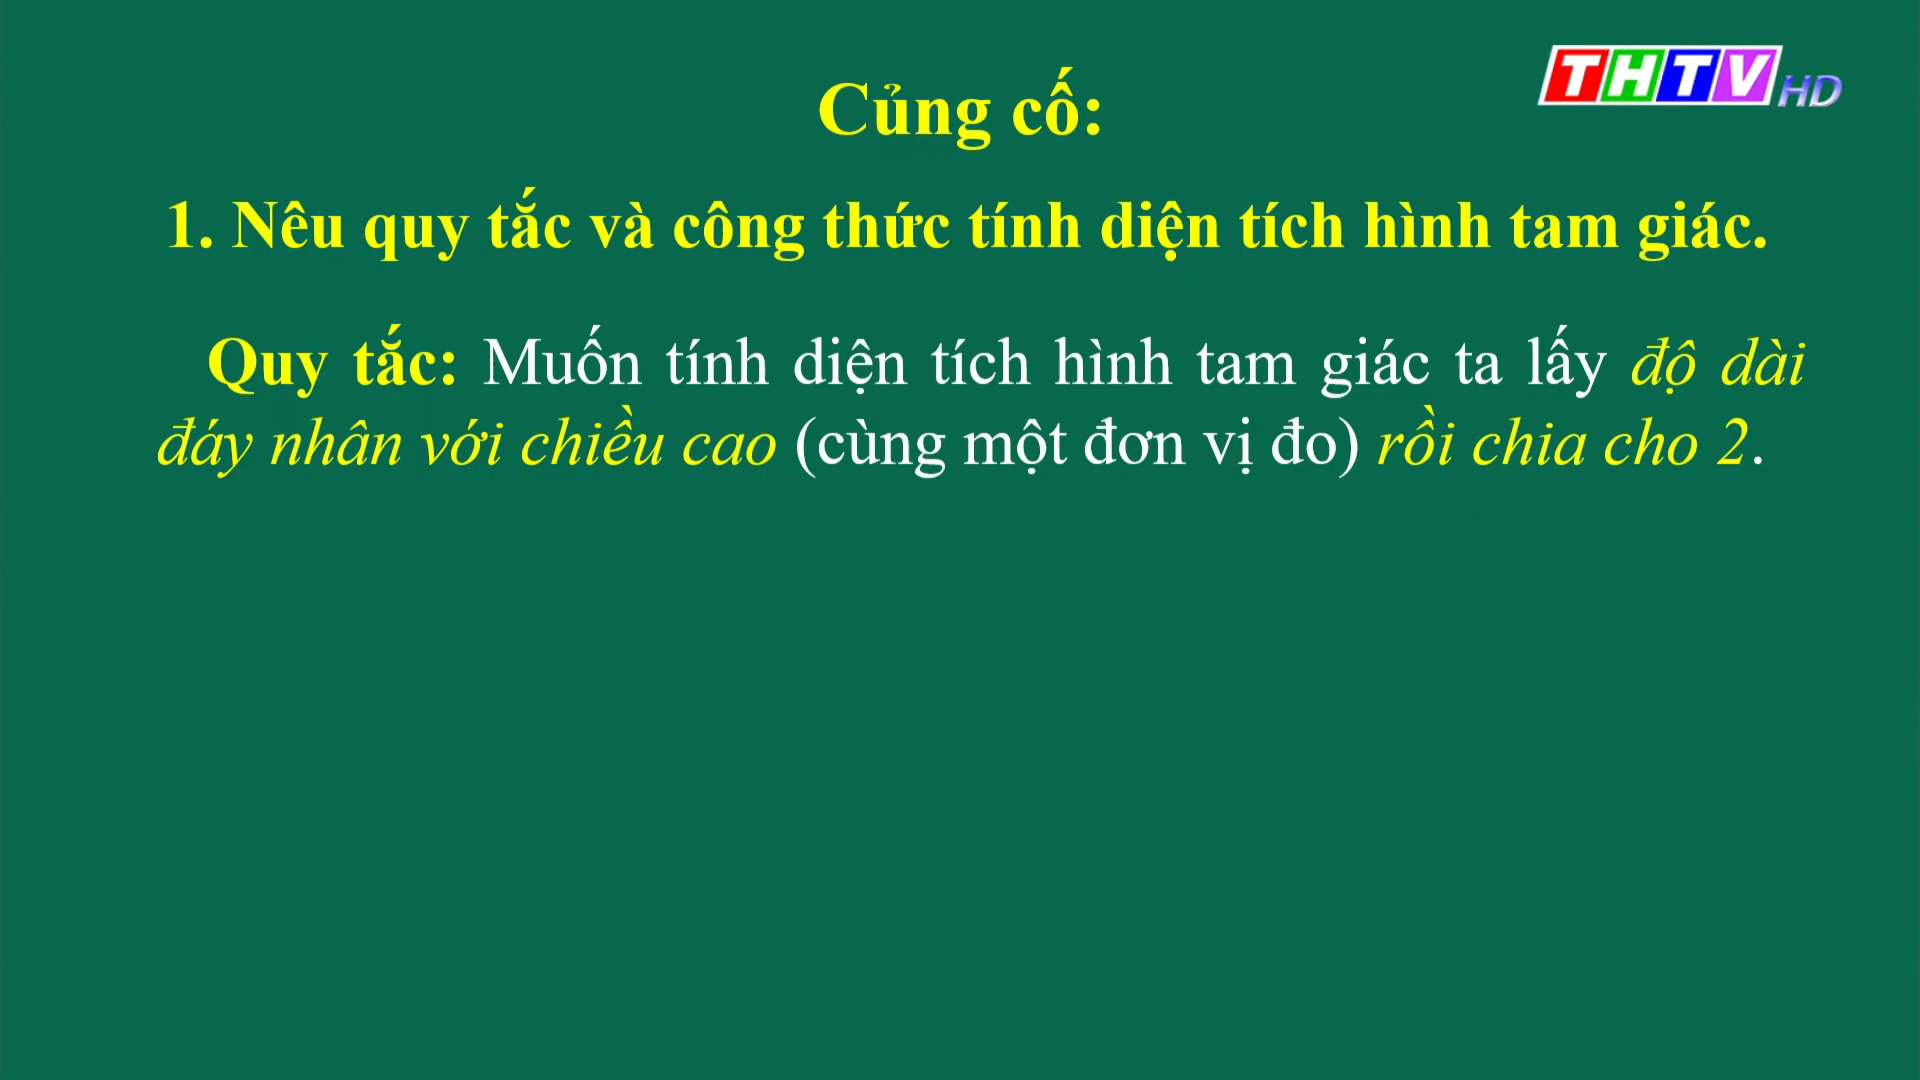 THTV HD
Củng cố:
1. Nêu quy tắc và công thức tính diện tích hình tam giác.
Quy tắc: Muốn tính diện tích hình tam giác ta lấy độ dài
đáy nhân với chiều cao (cùng một đơn vị đo) rồi chia cho 2.